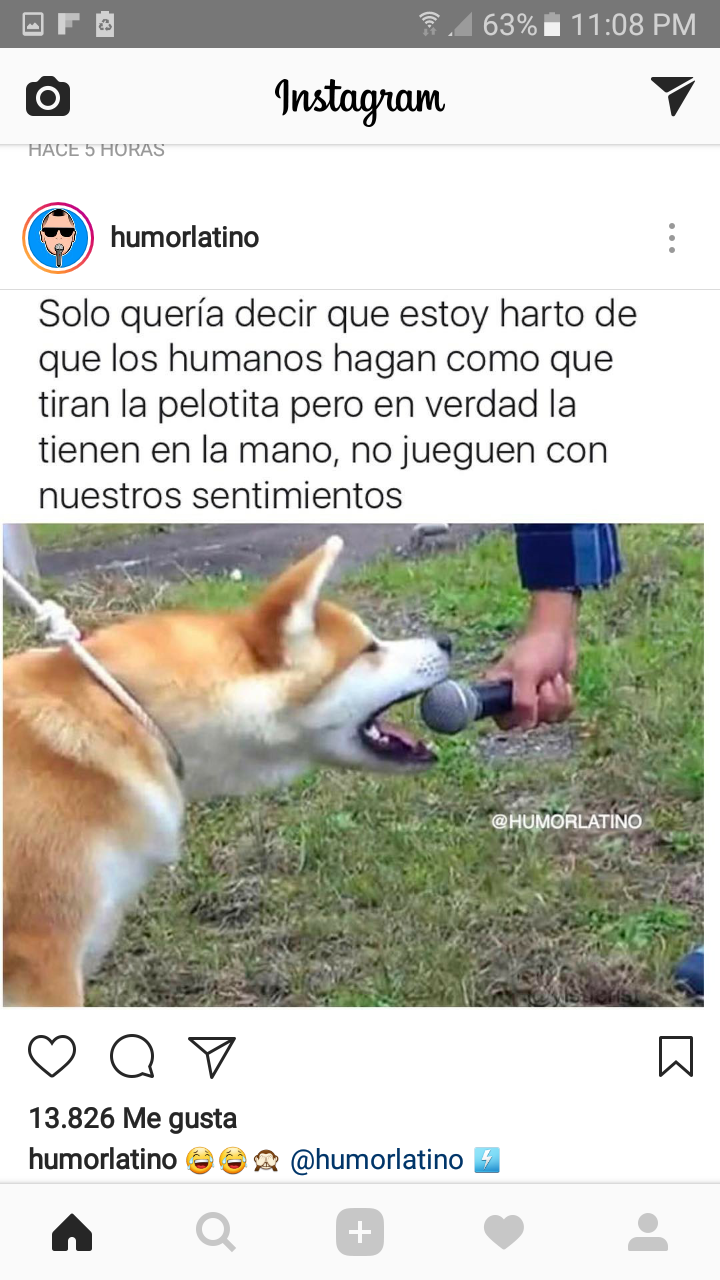 63% 11:08 PM
Instagram
HACE 5 HORAS
humorlatino
Solo quería decir que estoy harto de
que los humanos hagan como que
tiran la pelotita pero en verdad la
tienen en la mano, no jueguen con
nuestros sentimientos
@HUMORLATINO
13.826 Me gusta
humorlatino 😂😂🙈 @humorlatino ⚡